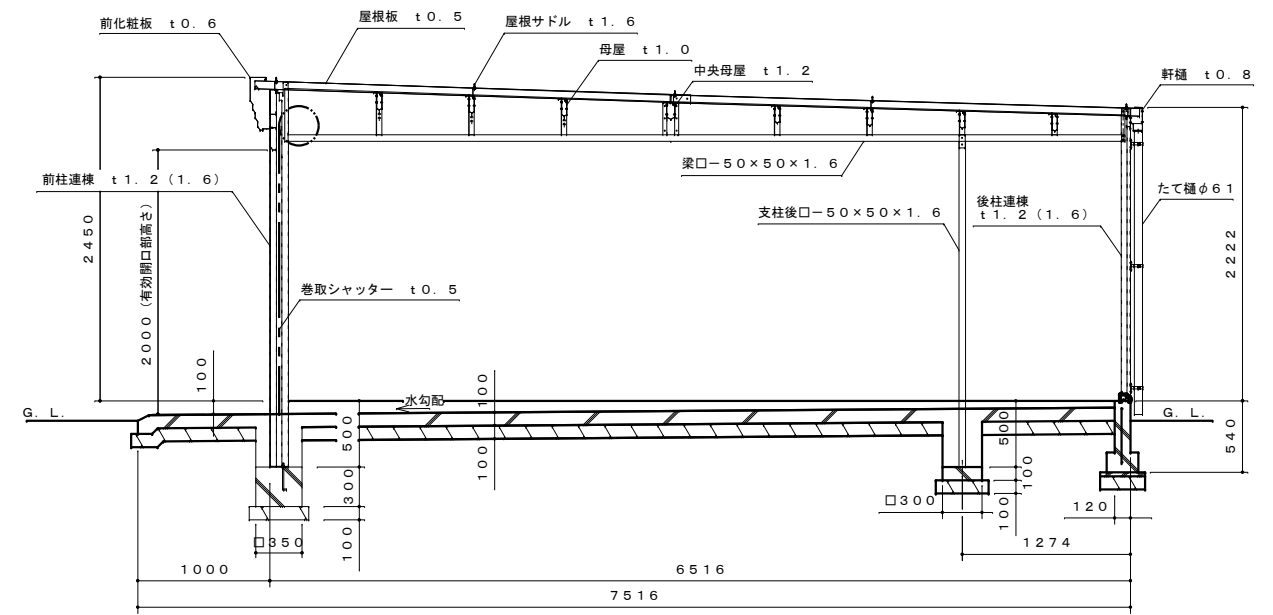 前化粧板　ｔ０．６
屋根板　ｔ０．５
屋根サドル　ｔ１．６
母屋　ｔ１．０
中央母屋　ｔ１．２
軒樋　ｔ０．８
梁口－５０×５０×１．６
前柱連棟　ｔ１．２（１．６）
たて樋φ６１
支柱後口－５０×５０×１．６
後柱連棟
ｔ１．２（１．６）
２４５０
２０００（有効開口部高さ）
２２２２
巻取シャッター　ｔ０．５
１００
水勾配
１００
Ｇ．Ｌ．
Ｇ．Ｌ．
５００
１００
５００
５４０
３００
１００
□３００
１００
１２０
□３５０
１００
１２７４
１０００
６５１６
７５１６